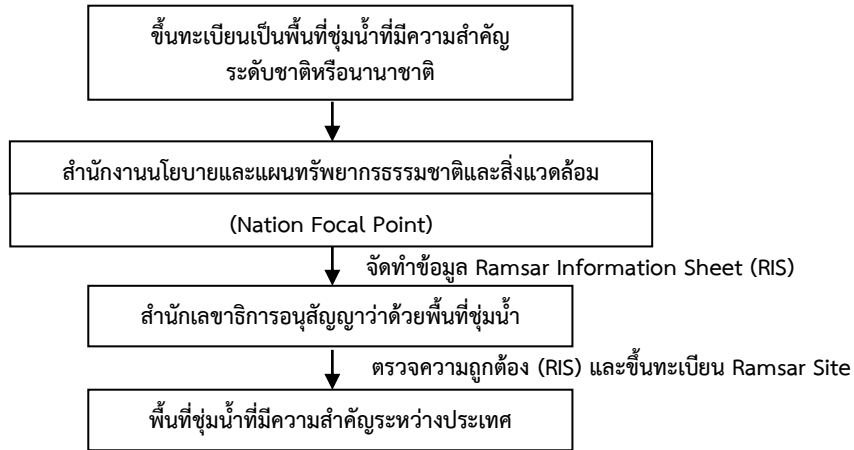 ขึ้นทะเบียนเป็นพื้นที่ชุ่มน้ำที่มีความสำคัญ
ระดับชาติหรือนานาชาติ
สำนักงานนโยบายและแผนทรัพยากรธรรมชาติและสิ่งแวดล้อม
(Nation Focal Point)
จัดทำข้อมูล Ramsar Information Sheet (RIS)
สำนักเลขาธิการอนุสัญญาว่าด้วยพื้นที่ชุ่มน้ำ
ตรวจความถูกต้อง (RIS) และขึ้นทะเบียน Ramsar Site
พื้นที่ชุ่มน้ำที่มีความสำคัญระหว่างประเทศ